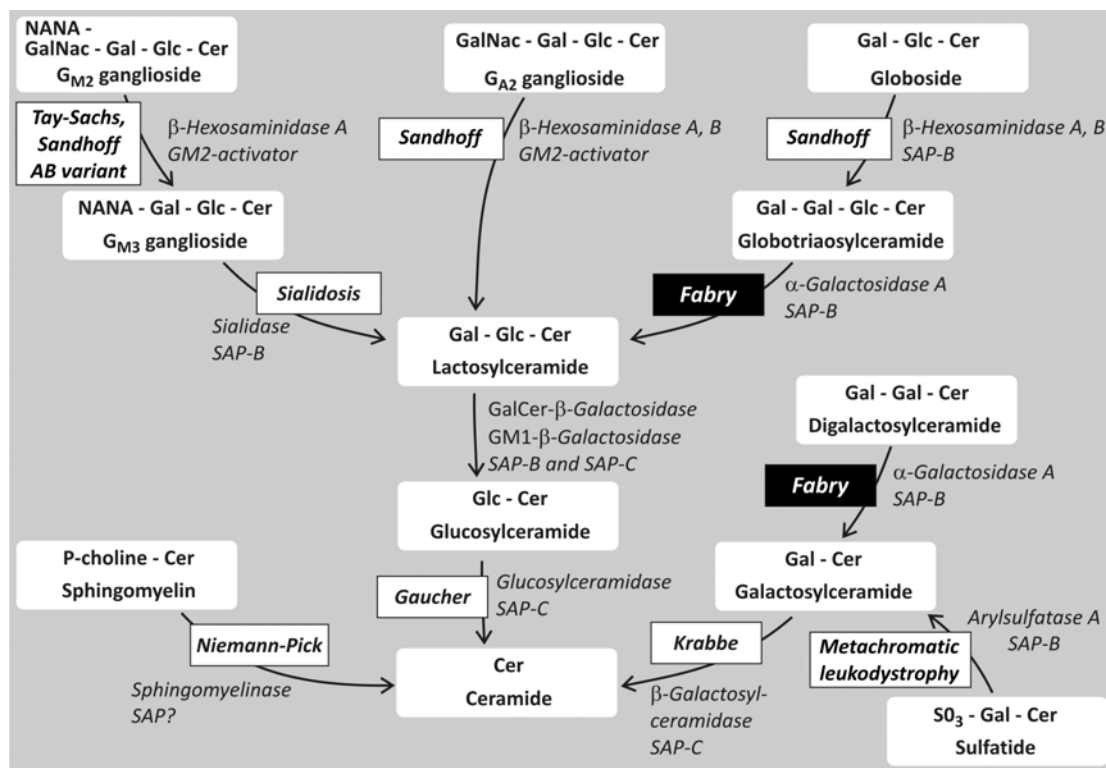 NANA -
GalNac - Gal - Glc - Cer
G_M2 ganglioside
Tay-Sachs,
Sandhoff
AB variant
β-Hexosaminidase A
GM2-activator
GalNac - Gal - Glc - Cer
G_A2 ganglioside
Sandhoff
β-Hexosaminidase A, B
GM2-activator
Gal - Glc - Cer
Globoside
Sandhoff
β-Hexosaminidase A, B
SAP-B
NANA - Gal - Glc - Cer
G_M3 ganglioside
Sialidosis
Sialidase
SAP-B
Gal - Gal - Glc - Cer
Globotriaosylceramide
Fabry
α-Galactosidase A
SAP-B
Gal - Glc - Cer
Lactosylceramide
GalCer-β-Galactosidase
GM1-β-Galactosidase
SAP-B and SAP-C
Gal - Gal - Cer
Digalactosylceramide
Fabry
α-Galactosidase A
SAP-B
Glc - Cer
Glucosylceramide
P-choline - Cer
Sphingomyelin
Gaucher
Glucosylceramidase
SAP-C
Gal - Cer
Galactosylceramide
Niemann-Pick
Sphingomyelinase
SAP?
Cer
Ceramide
Krabbe
β-Galactosyl-
ceramidase
SAP-C
Metachromatic
leukodystrophy
Arylsulfatase A
SAP-B
S0₃ - Gal - Cer
Sulfatide